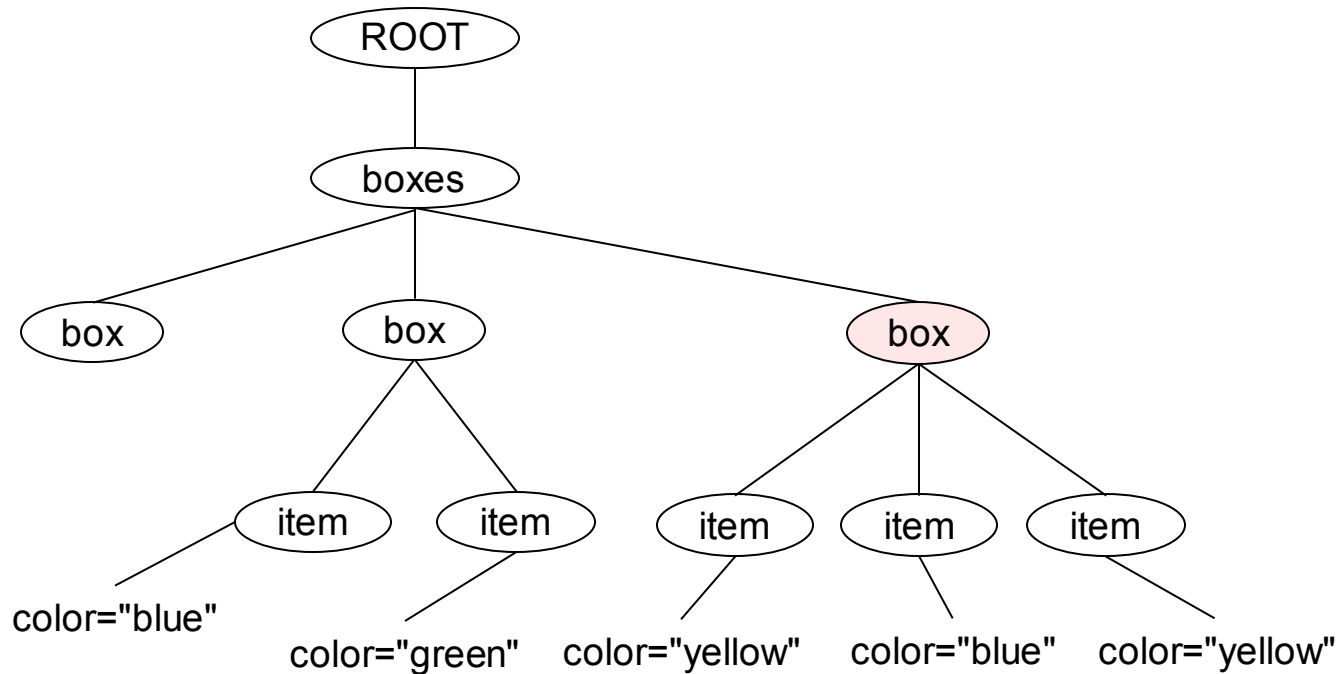 ROOT
boxes
box
box
box
item
item
item
item
item
color="blue"
color="green"
color="yellow"
color="blue"
color="yellow"